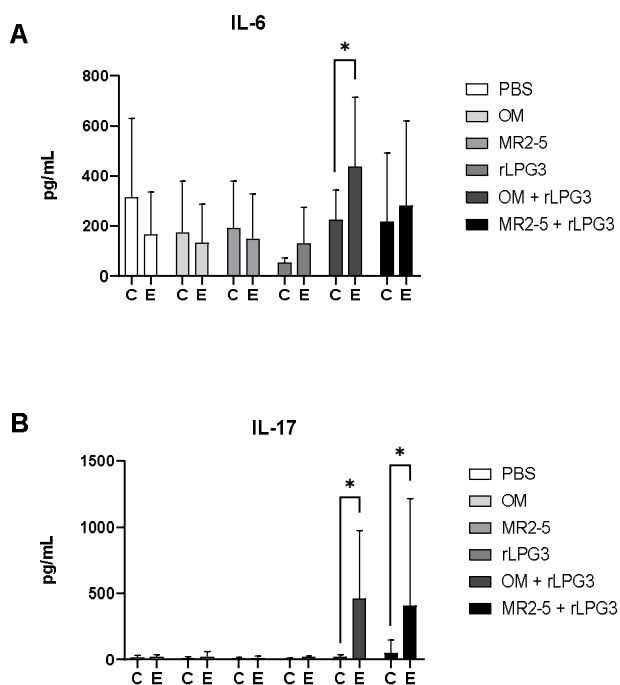 A
IL-6
*
800
600
400
200
0
pg/mL
C E C E C E C E C E C E
PBS
OM
MR2-5
rLPG3
OM + rLPG3
MR2-5 + rLPG3
B
IL-17
* *
1500
1000
500
0
pg/mL
C E C E C E C E C E C E
PBS
OM
MR2-5
rLPG3
OM + rLPG3
MR2-5 + rLPG3